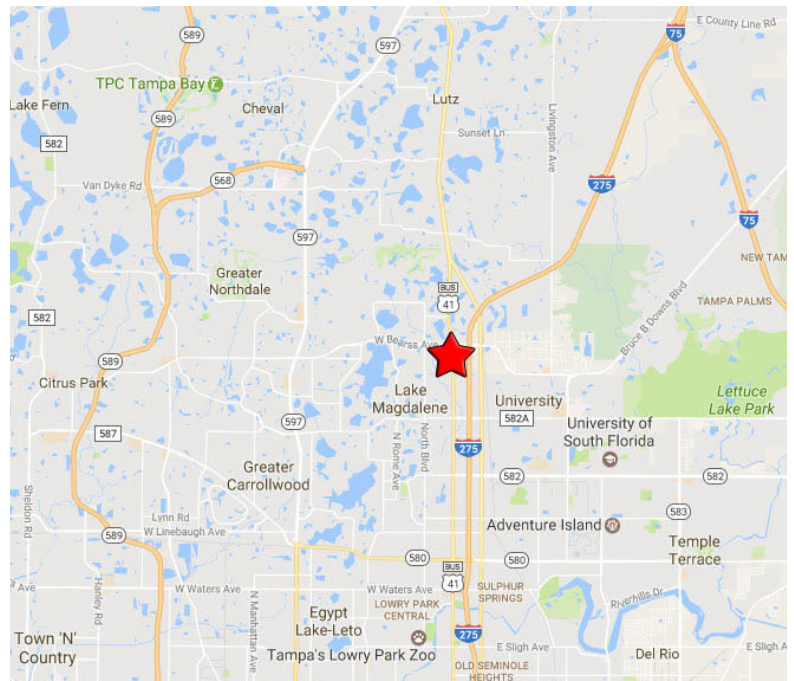 E County Line Rd
589
597
75
TPC Tampa Bay
Lake Fern
Cheval
Lutz
589
582
Sunset Ln
Livingston Ave
568
Van Dyke Rd
275
597
75
NEW TAM
Greater
Northdale
BUS
41
TAMPA PALMS
582
W Bearss Ave
Bruce B Downs Blvd
589
Citrus Park
Lake
Magdalene
University
Lettuce
Lake Park
597
582A
587
University of
South Florida
N Rome Ave
North Blvd
275
Greater
Carrollwood
582
582
Sheldon Rd
583
Lynn Rd
W Linebaugh Ave
589
Adventure Island
Temple
Terrace
580
580
BUS
41
Hanley Rd
W Waters Ave
N Manhattan Ave
W Waters Ave
SULPHUR
SPRINGS
LOWRY PARK
CENTRAL
Riverhills Dr
Egypt
Lake-Leto
275
Town 'N'
Country
Tampa's Lowry Park Zoo
E Sligh Ave
Del Rio
E Sligh A
OLD SEMINOLE
HEIGHTS